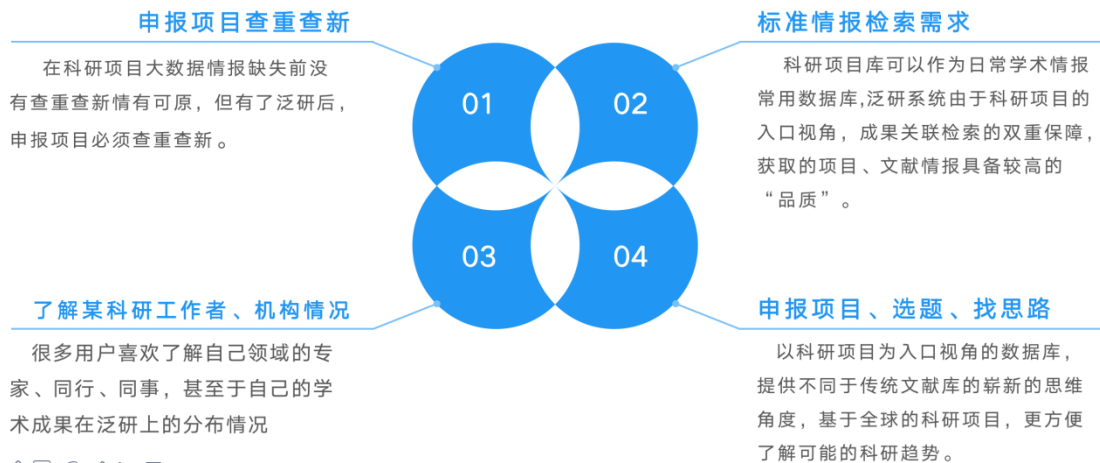 申报项目查重查新
在科研项目大数据情报缺失前没
有查重查新情有可原，但有了泛研后，
申报项目必须查重查新。
01
02
标准情报检索需求
科研项目库可以作为日常学术情报
常用数据库,泛研系统由于科研项目的
入口视角，成果关联检索的双重保障，
获取的项目、文献情报具备较高的
“品质”。
03
04
了解某科研工作者、机构情况
很多用户喜欢了解自己领域的专
家、同行、同事，甚至于自己的学
术成果在泛研上的分布情况
申报项目、选题、找思路
以科研项目为入口视角的数据库，
提供不同于传统文献库的崭新的思维
角度，基于全球的科研项目，更方便
了解可能的科研趋势。